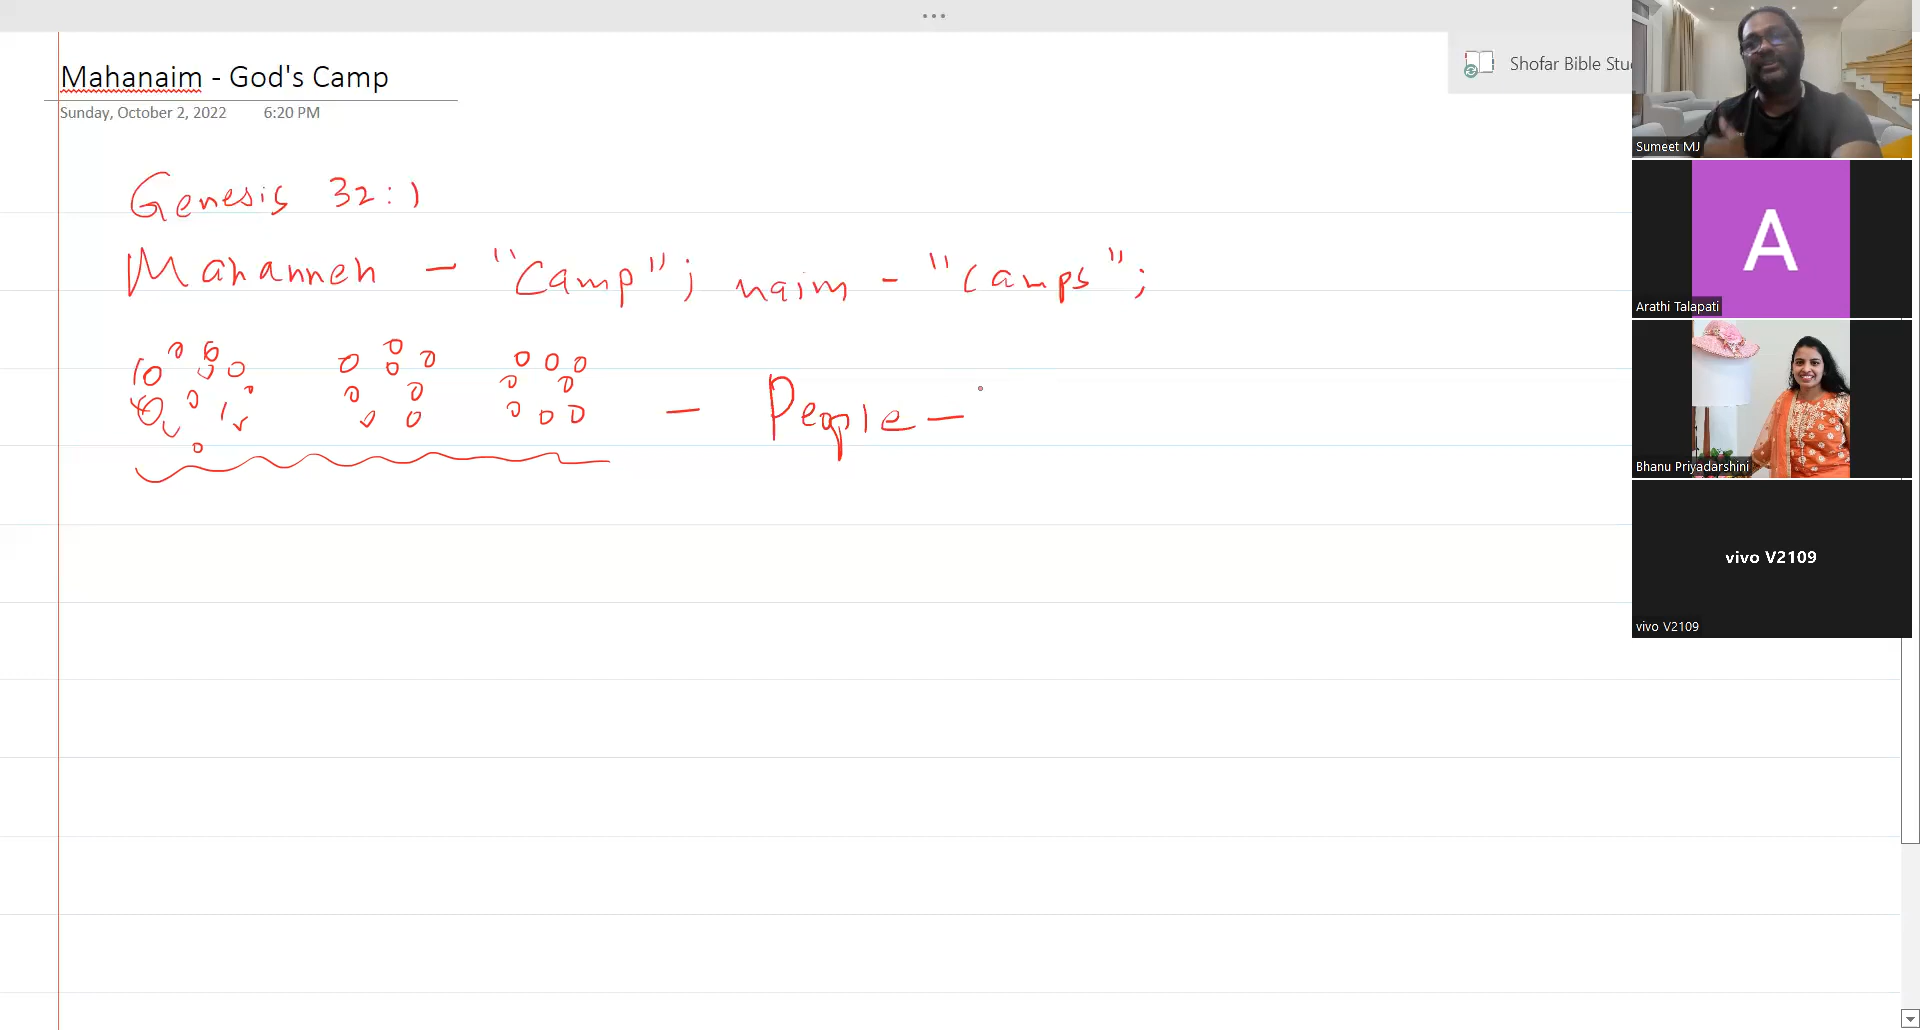 Mahanaim - God's Camp
Sunday, October 2, 2022 6:20 PM
Shofar Bible Stu
Genesis 32:1
Mahanneh - "Camp"; naim - "Camps";
- People -
Sumeet MJ
A
Arathi Talapati
Bhanu Priyadarshini
vivo V2109
vivo V2109